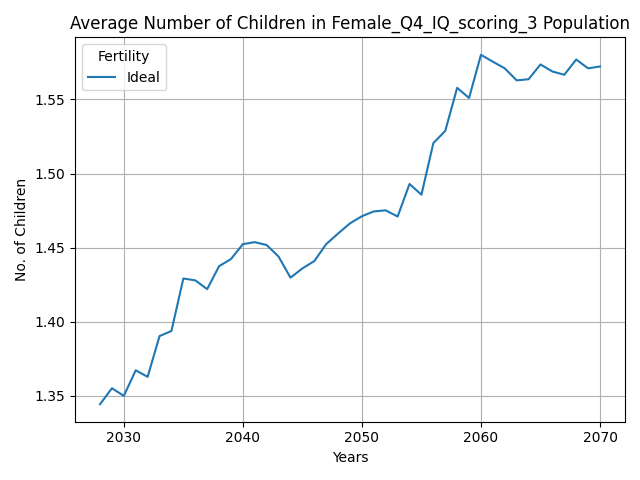 Average Number of Children in Female_Q4_IQ_scoring_3 Population
Fertility
Ideal
No. of Children
1.55
1.50
1.45
1.40
1.35
2030 2040 2050 2060 2070
Years